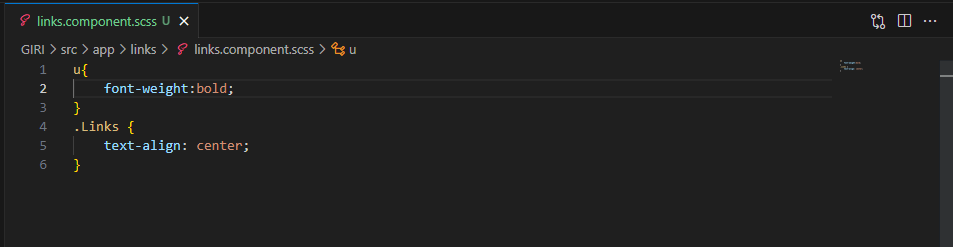 links.component.scss U
GIRI > src > app > links > links.component.scss > u
1 u{
2 font-weight:bold;
3 }
4 .Links {
5 text-align: center;
6 }